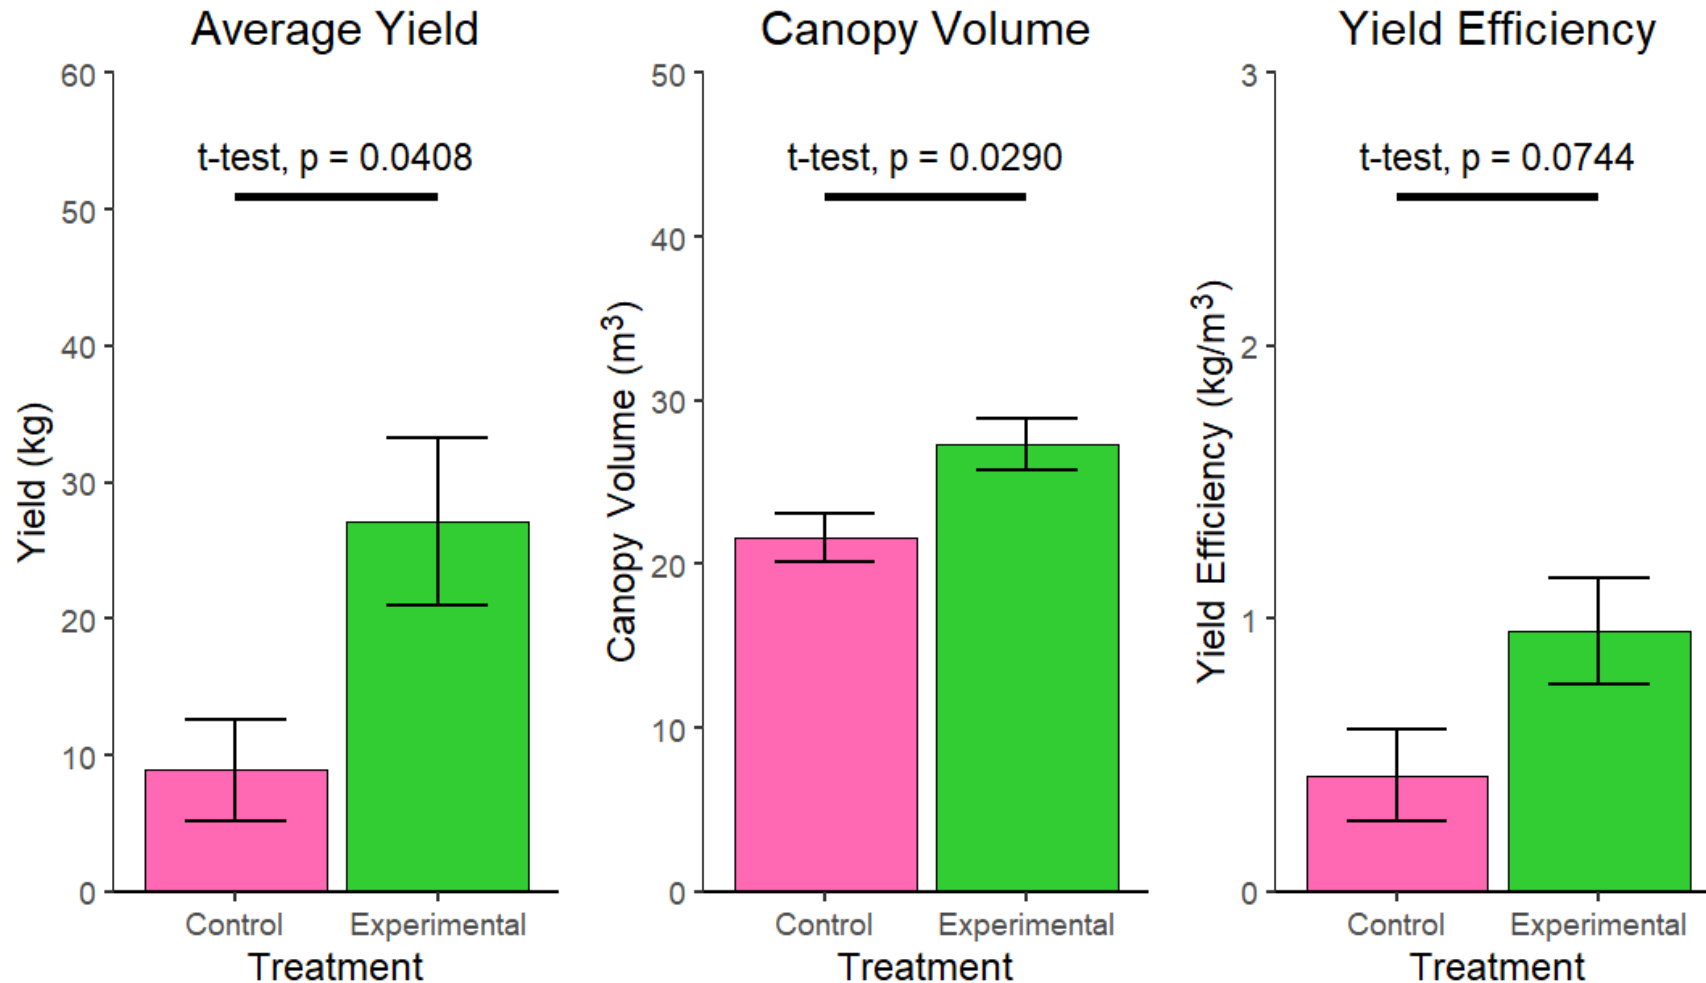 Average Yield
60
50
40
30
20
10
0
Yield (kg)
t-test, p = 0.0408
Control Experimental
Treatment
Canopy Volume
50
40
30
20
10
0
Canopy Volume (m³)
t-test, p = 0.0290
Control Experimental
Treatment
Yield Efficiency
3
2
1
0
Yield Efficiency (kg/m³)
t-test, p = 0.0744
Control Experimental
Treatment